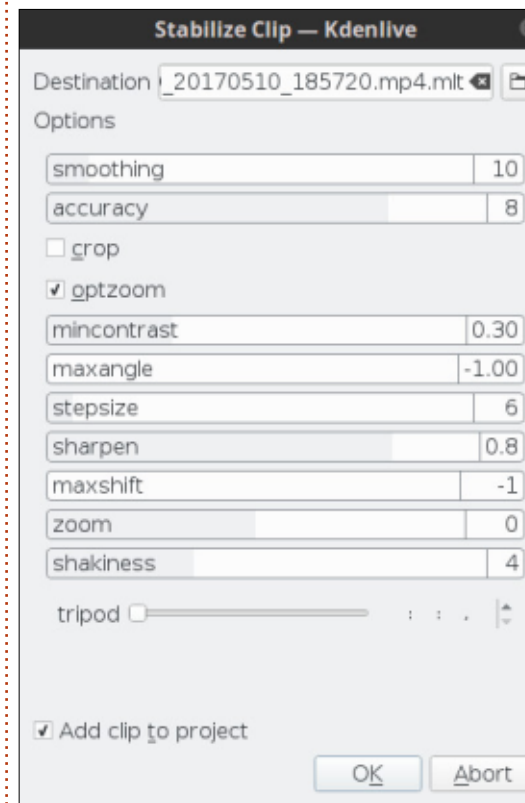 Stabilize Clip — Kdenlive
Destination _20170510_185720.mp4.mlt
Options
smoothing 10
accuracy 8
crop
optzoom
mincontrast 0.30
maxangle -1.00
stepsize 6
sharpen 0.8
maxshift -1
zoom 0
shakiness 4
tripod : : ,
Add clip to project
OK Abort